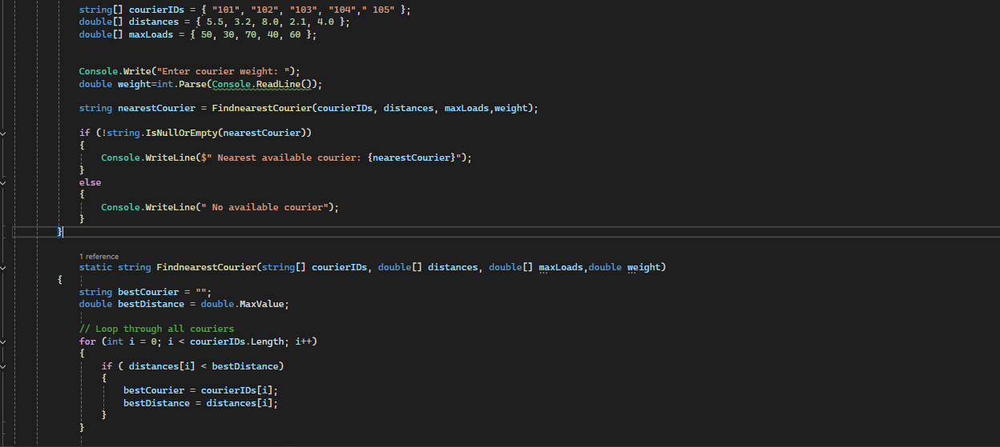 string[] courierIDs = { "101", "102", "103", "104"," 105" };
double[] distances = { 5.5, 3.2, 8.0, 2.1, 4.0 };
double[] maxLoads = { 50, 30, 70, 40, 60 };
Console.Write("Enter courier weight: ");
double weight=int.Parse(Console.ReadLine());
string nearestCourier = FindnearestCourier(courierIDs, distances, maxLoads,weight);
if (!string.IsNullOrEmpty(nearestCourier))
{
Console.WriteLine($" Nearest available courier: {nearestCourier}");
}
else
{
Console.WriteLine(" No available courier");
}
}
1 reference
static string FindnearestCourier(string[] courierIDs, double[] distances, double[] maxLoads,double weight)
{
string bestCourier = "";
double bestDistance = double.MaxValue;
// Loop through all couriers
for (int i = 0; i < courierIDs.Length; i++)
{
if ( distances[i] < bestDistance)
{
bestCourier = courierIDs[i];
bestDistance = distances[i];
}
}